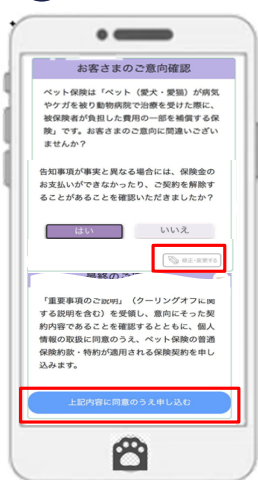 お客さまのご意向確認
ペット保険は「ペット（愛犬・愛猫）が病気
やケガを被り動物病院で治療を受けた際に、
被保険者が負担した費用の一部を補償する保
険」です。お客さまのご意向に間違いござい
ませんか？
告知事項が事実と異なる場合には、保険金の
お支払いができなかったり、ご契約を解除す
ることがあることを確認いただきましたか？
はい
いいえ
修正・変更する
最終のご
「重要事項のご説明」（クーリングオフに関
する説明を含む）を受領し、意向にそった契
約内容であることを確認するとともに、個人
情報の取扱に同意のうえ、ペット保険の普通
保険約款・特約が適用される保険契約を申し
込みます。
上記内容に同意のうえ申し込む